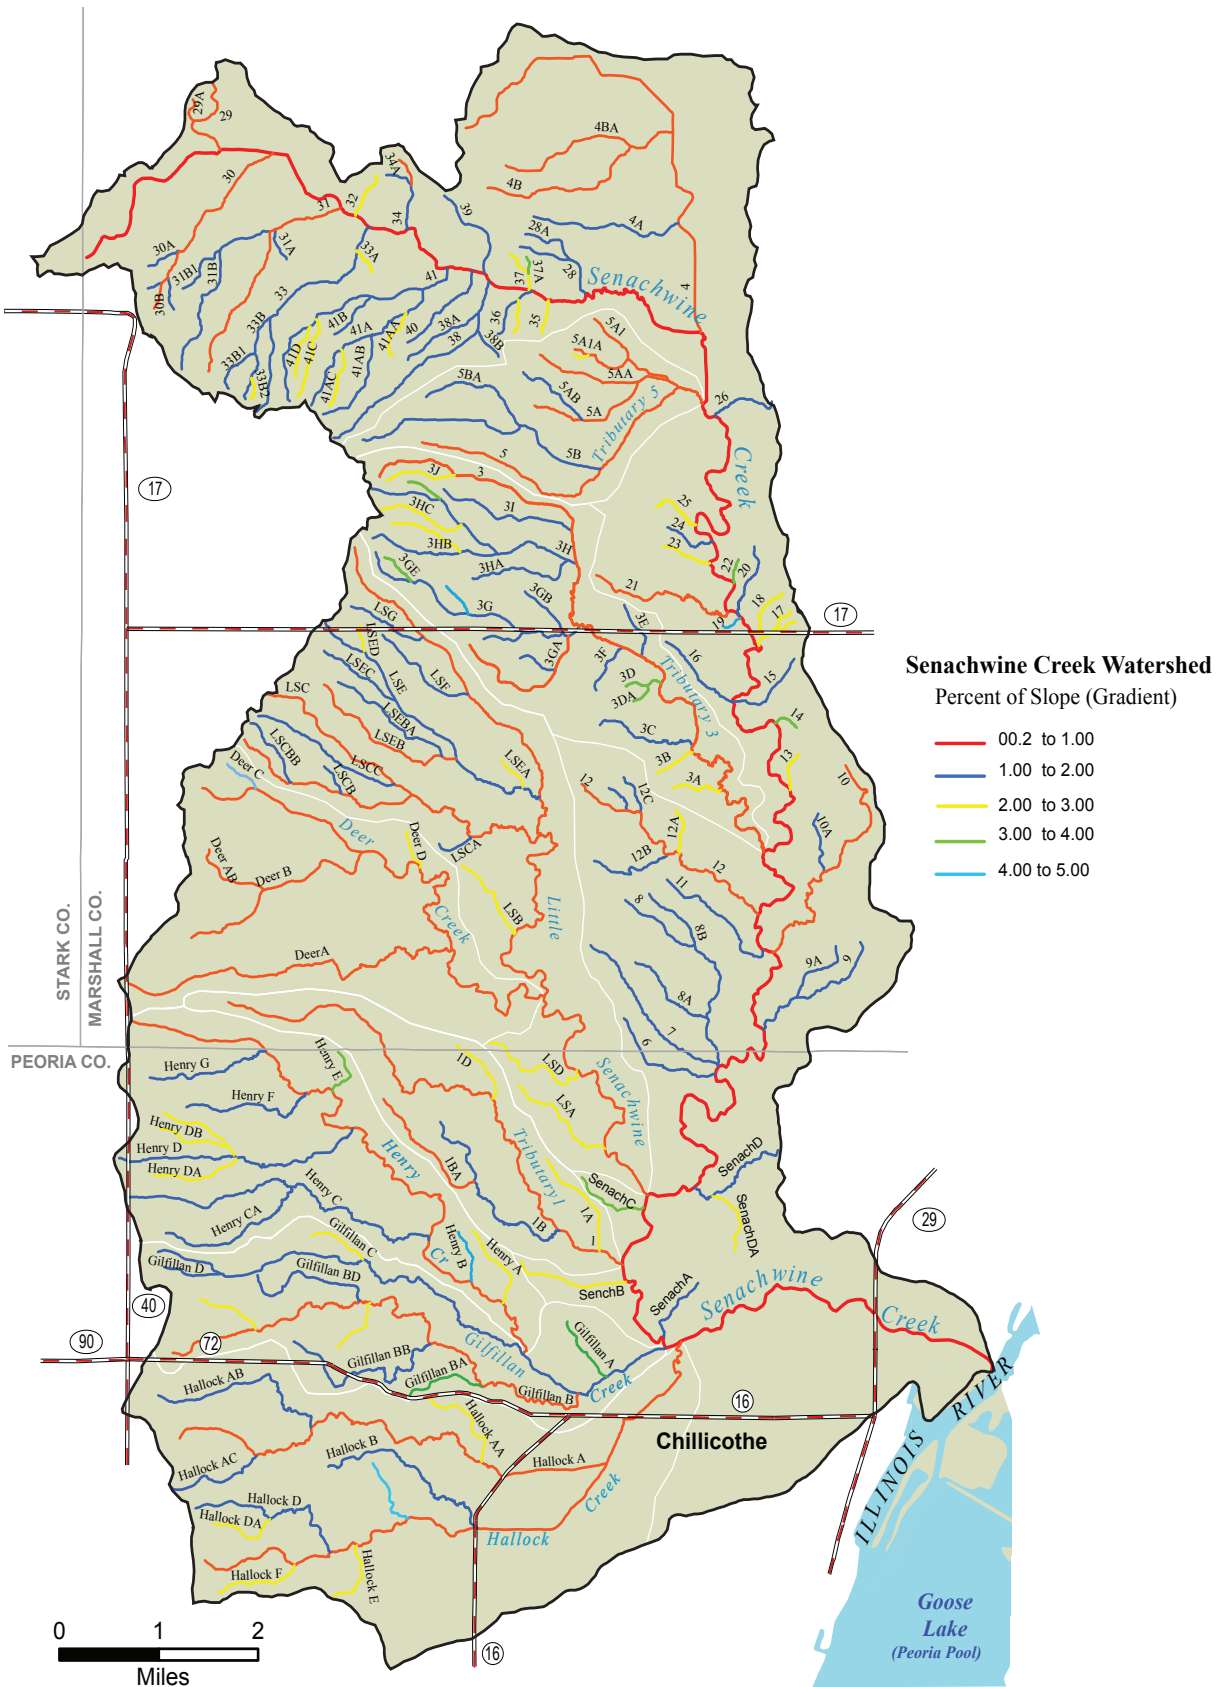 29A
29
4BA
34A
30
4B
32
31
39
34
4A
28A
31A
30A
33A
37A
28
31B1
31B
41
37
Senachwine
4
33
30B
33B
41B
41A
41AA
40
38A
36
35
5A1
38
38B
5A1A
33B1
41D
41C
41AB
5BA
5AA
33B2
41AC
5AB
5A
26
Tributary 5
5
5B
Creek
3J
3
17
3HC
3I
25
24
3HB
3H
23
3GE
3HA
22
20
21
3GB
3G
LSG
18
17
17
19
3E
LSED
3GA
3F
16
LSEC
LSE
LSF
Tributary 3
3D
15
Senachwine Creek Watershed
Percent of Slope (Gradient)
LSC
3DA
LSEBA
3C
14
00.2 to 1.00
LSEB
LSCBB
3B
13
1.00 to 2.00
Deer C
LSCC
LSEA
3A
10
LSCB
12
12C
2.00 to 3.00
Deer
12A
10A
3.00 to 4.00
Deer D
LSCA
12B
12
4.00 to 5.00
Deer AB
Deer B
11
8
LSB
Little
Creek
8B
STARK CO.
MARSHALL CO.
DeerA
9A
9
8A
7
6
PEORIA CO.
Henry G
Henry E
1D
LSD
Senachwine
Henry F
LSA
Henry DB
Henry D
Henry DA
Henry
1BA
Tributary1
SenachD
Henry C
SenachC
Henry CA
1A
SenachDA
29
Gilfillan C
1B
1
Cr
Henry B
Gilfillan D
Gilfillan BD
Henry A
SenchB
SenachA
Senachwine
40
Creek
90
72
Gilfillan BB
Gilfillan
Gilfillan A
Gilfillan BA
Creek
Gilfillan B
Hallock AB
16
RIVER
Hallock AA
Chillicothe
Hallock B
Hallock AC
Hallock A
ILLINOIS
Hallock D
Creek
Hallock DA
Hallock
Hallock F
Hallock E
Goose
Lake
(Peoria Pool)
0 1 2
Miles
16